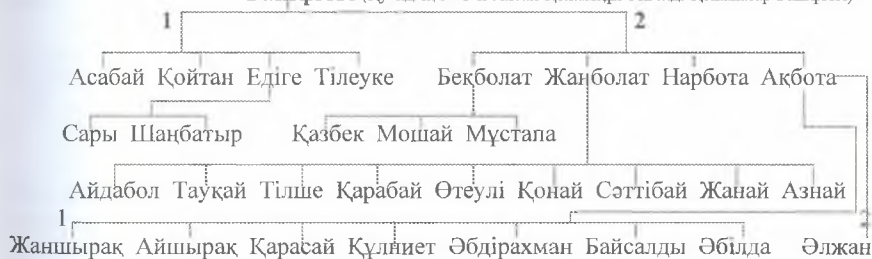 1 2
Асабай Қойтан Едіге Тілеуке Бекболат Жанболат Нарбота Ақбота
Сары Шаңбатыр Қазбек Мошай Мұстапа
Айдабол Тауқай Тілше Қарабай Өтеулі Қонай Сәттібай Жанай Азнай
1 2
Жаншырақ Айшырақ Қарасай Құлниет Әбдірахман Байсалды Әбілда Әлжан